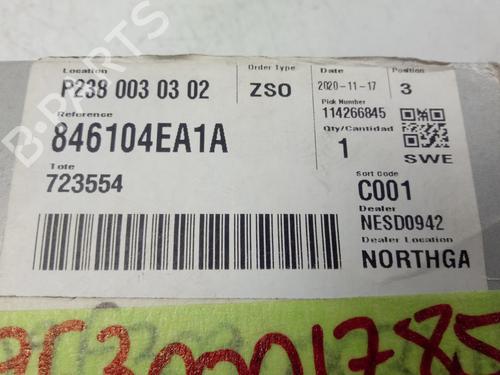 Location
P238 003 03 02
Order Type
ZSO
Date
2020-11-17
Position
3
Pick Number
114266845
Reference
846104EA1A
Qty/Cantidad
1
SWE
Tote
723554
Sort Code
C001
Dealer
NESD0942
Dealer Location
NORTHGA
B-PARTS